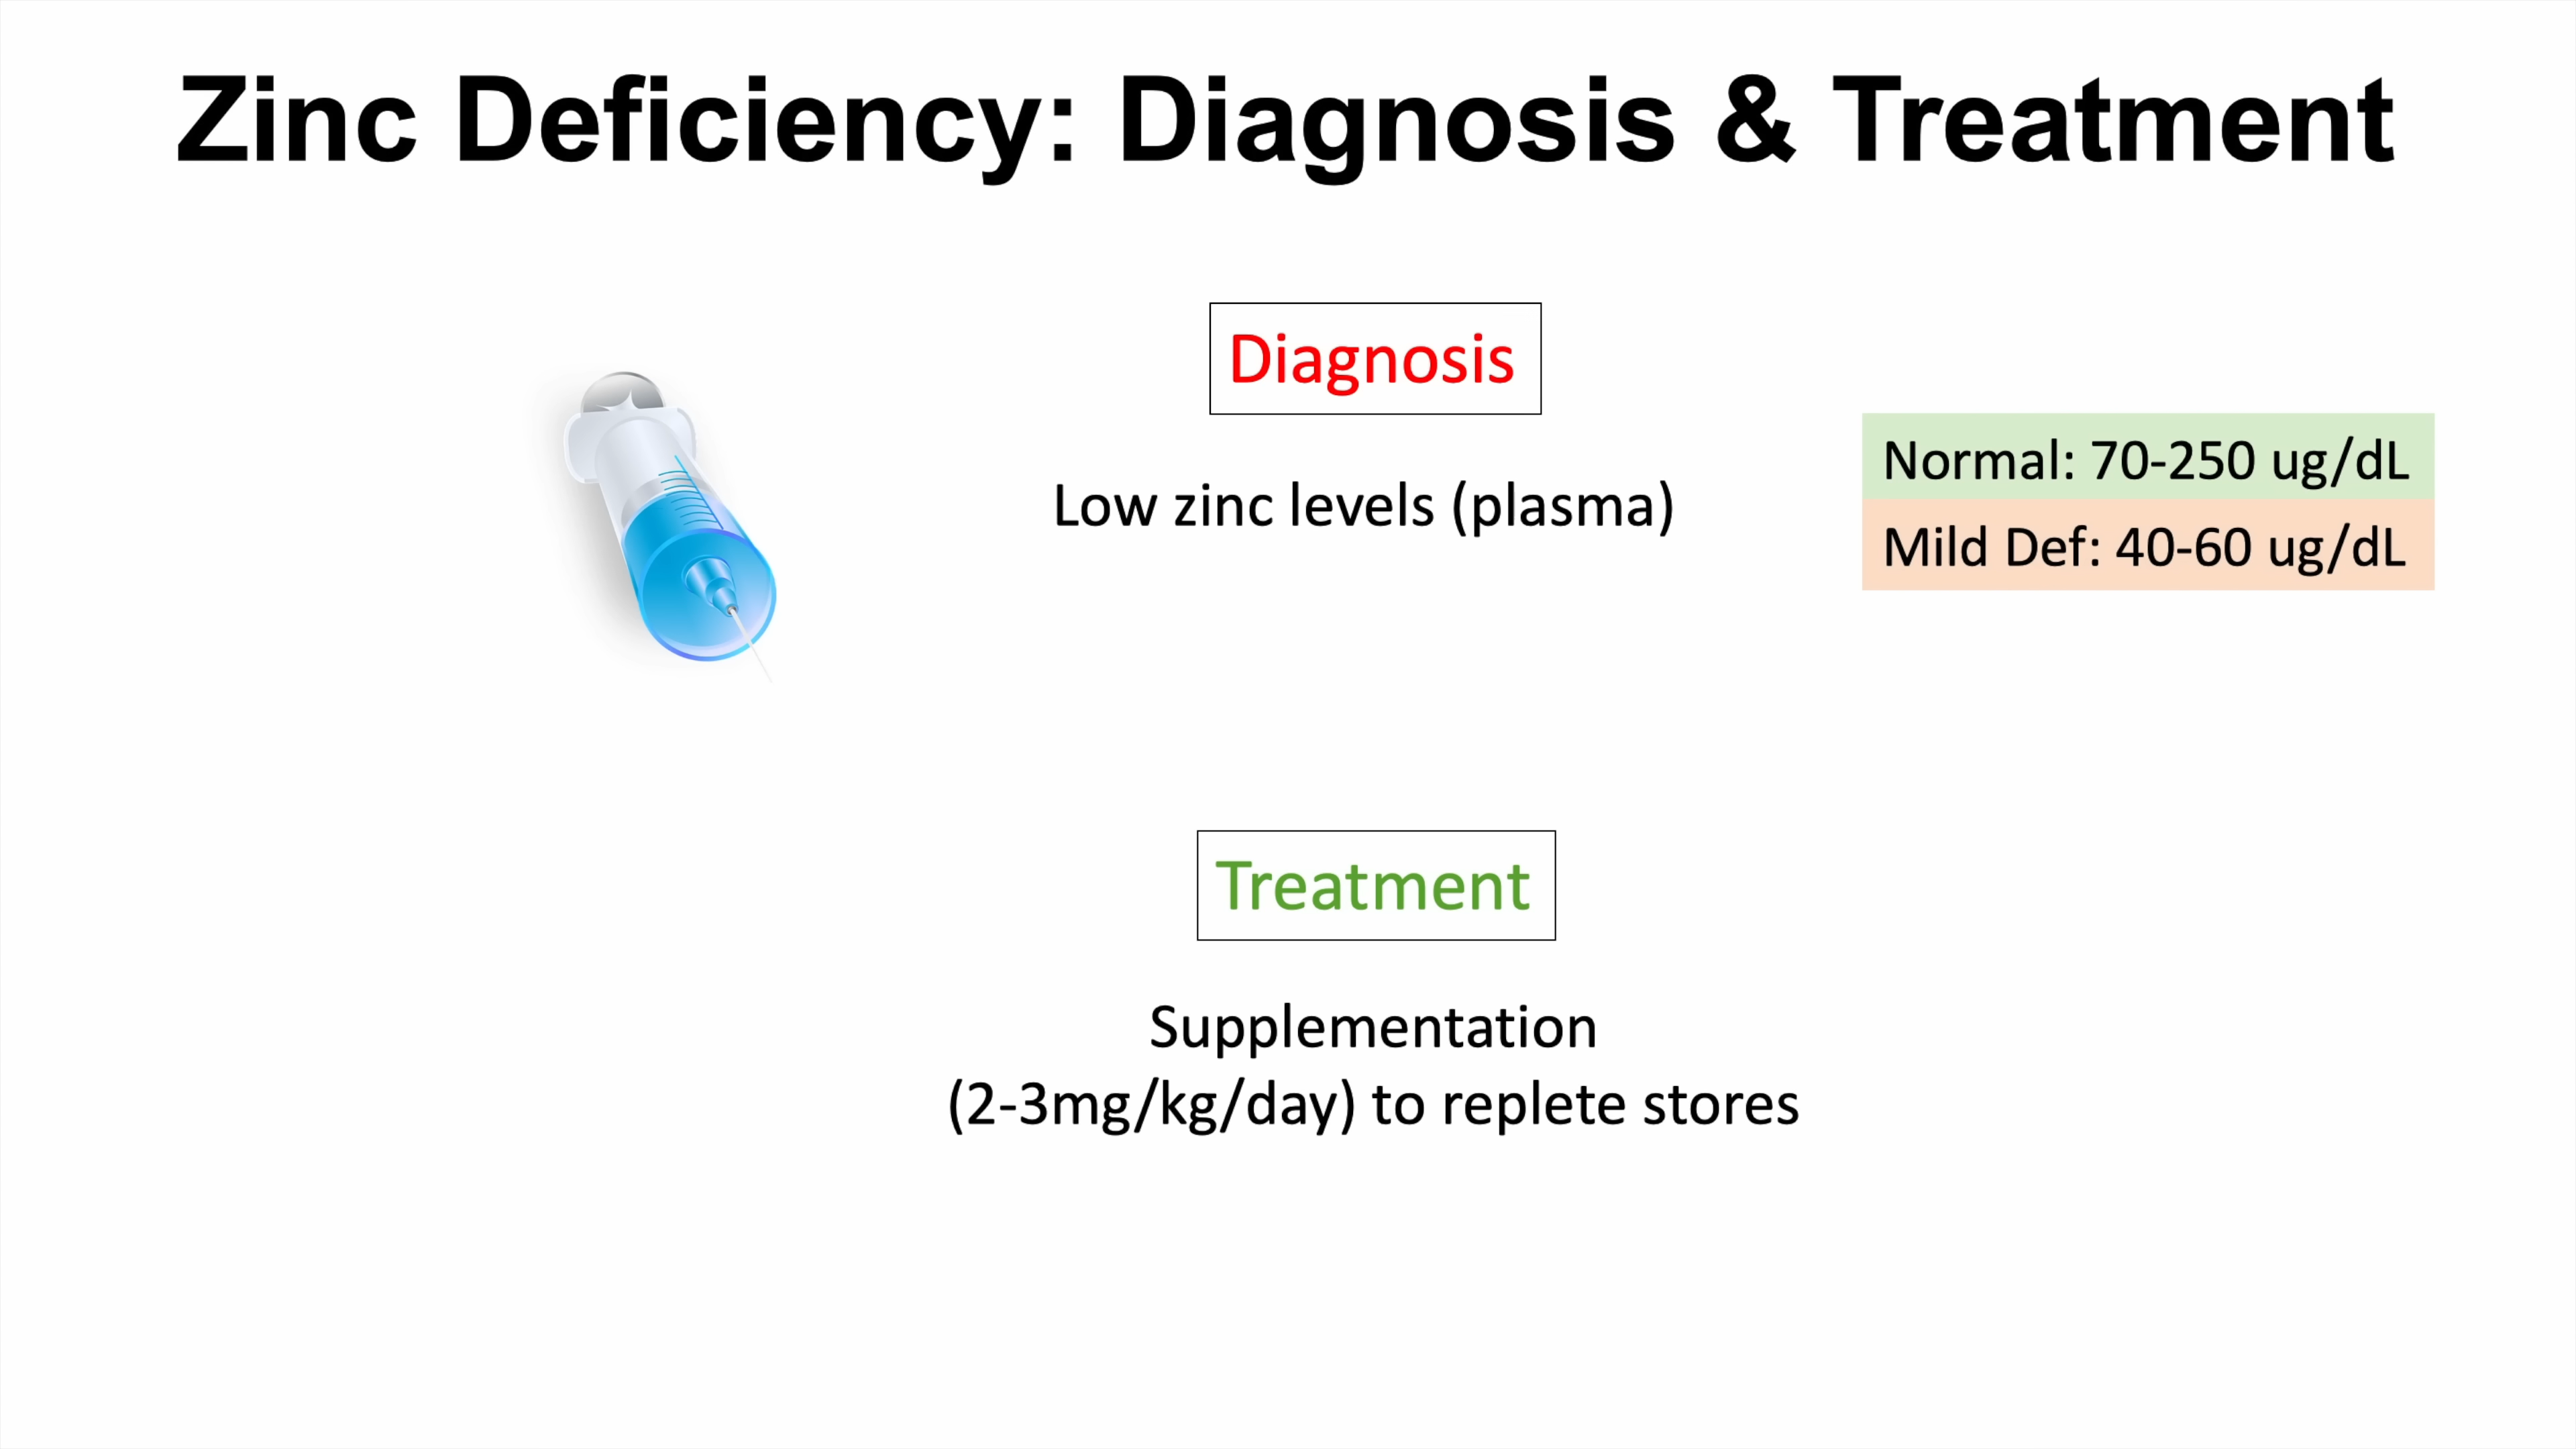 Zinc Deficiency: Diagnosis & Treatment
Diagnosis
Low zinc levels (plasma)
Normal: 70-250 ug/dL
Mild Def: 40-60 ug/dL
Treatment
Supplementation
(2-3mg/kg/day) to replete stores